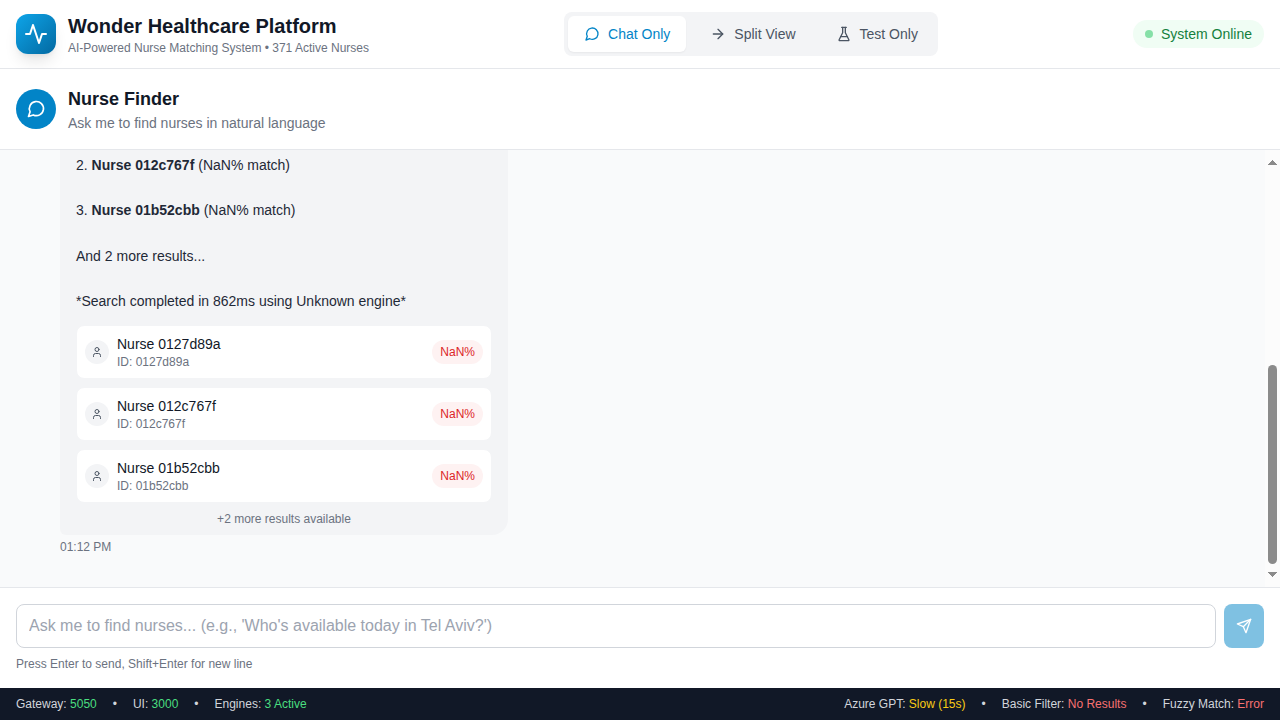 Wonder Healthcare Platform
AI-Powered Nurse Matching System • 371 Active Nurses
Chat Only
Split View
Test Only
System Online
Nurse Finder
Ask me to find nurses in natural language
2. Nurse 012c767f (NaN% match)
3. Nurse 01b52cbb (NaN% match)
And 2 more results...
*Search completed in 862ms using Unknown engine*
Nurse 0127d89a
ID: 0127d89a
NaN%
Nurse 012c767f
ID: 012c767f
NaN%
Nurse 01b52cbb
ID: 01b52cbb
NaN%
+2 more results available
01:12 PM
Ask me to find nurses... (e.g., 'Who's available today in Tel Aviv?')
Press Enter to send, Shift+Enter for new line
Gateway: 5050 • UI: 3000 • Engines: 3 Active
Azure GPT: Slow (15s) • Basic Filter: No Results • Fuzzy Match: Error